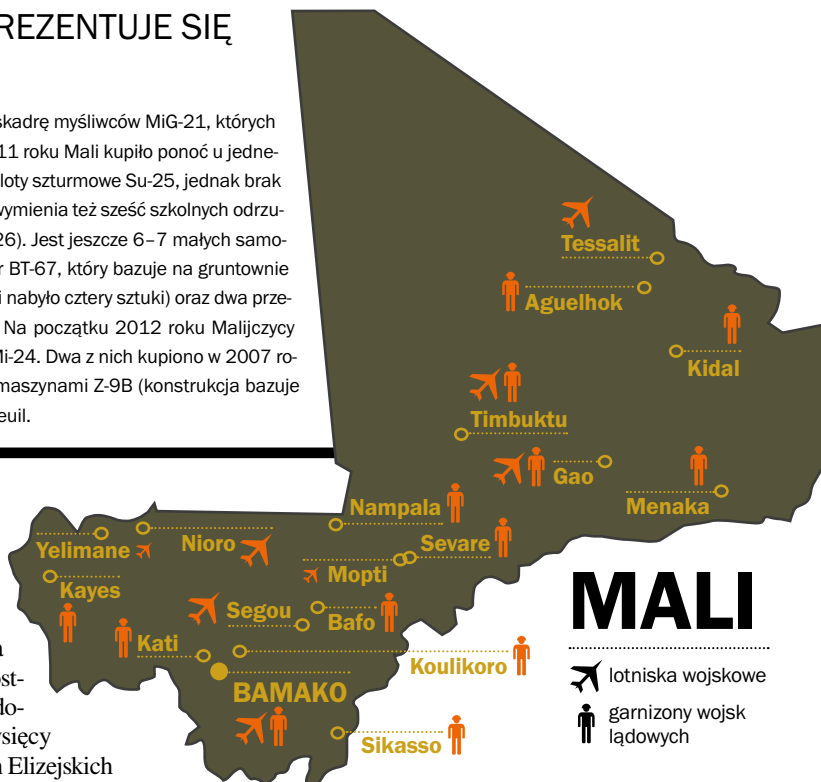 REZENTUJE SIĘ
skadrę myśliwców MiG-21, których
11 roku Mali kupiło ponoć u jedne-
loty szturmowe Su-25, jednak brak
wymienia też sześć szkolnych odrzu-
26). Jest jeszcze 6–7 małych samo-
r BT-67, który bazuje na gruntownie
i nabyło cztery sztuki) oraz dwa prze-
Na początku 2012 roku Malijczycy
Mi-24. Dwa z nich kupiono w 2007 ro-
maszynami Z-9B (konstrukcja bazuje
euil.
Tessalit
Aguelhok
Kidal
Timbuktu
Gao
Menaka
Nampala
Sevare
Yelimane
Nioro
Mopti
Kayes
Segou
Bafo
Kati
Koulikoro
BAMAKO
Sikasso
MALI
lotniska wojskowe
garnizony wojsk
lądowych
a
ost-
do-
ysięcy
h Elizejskich